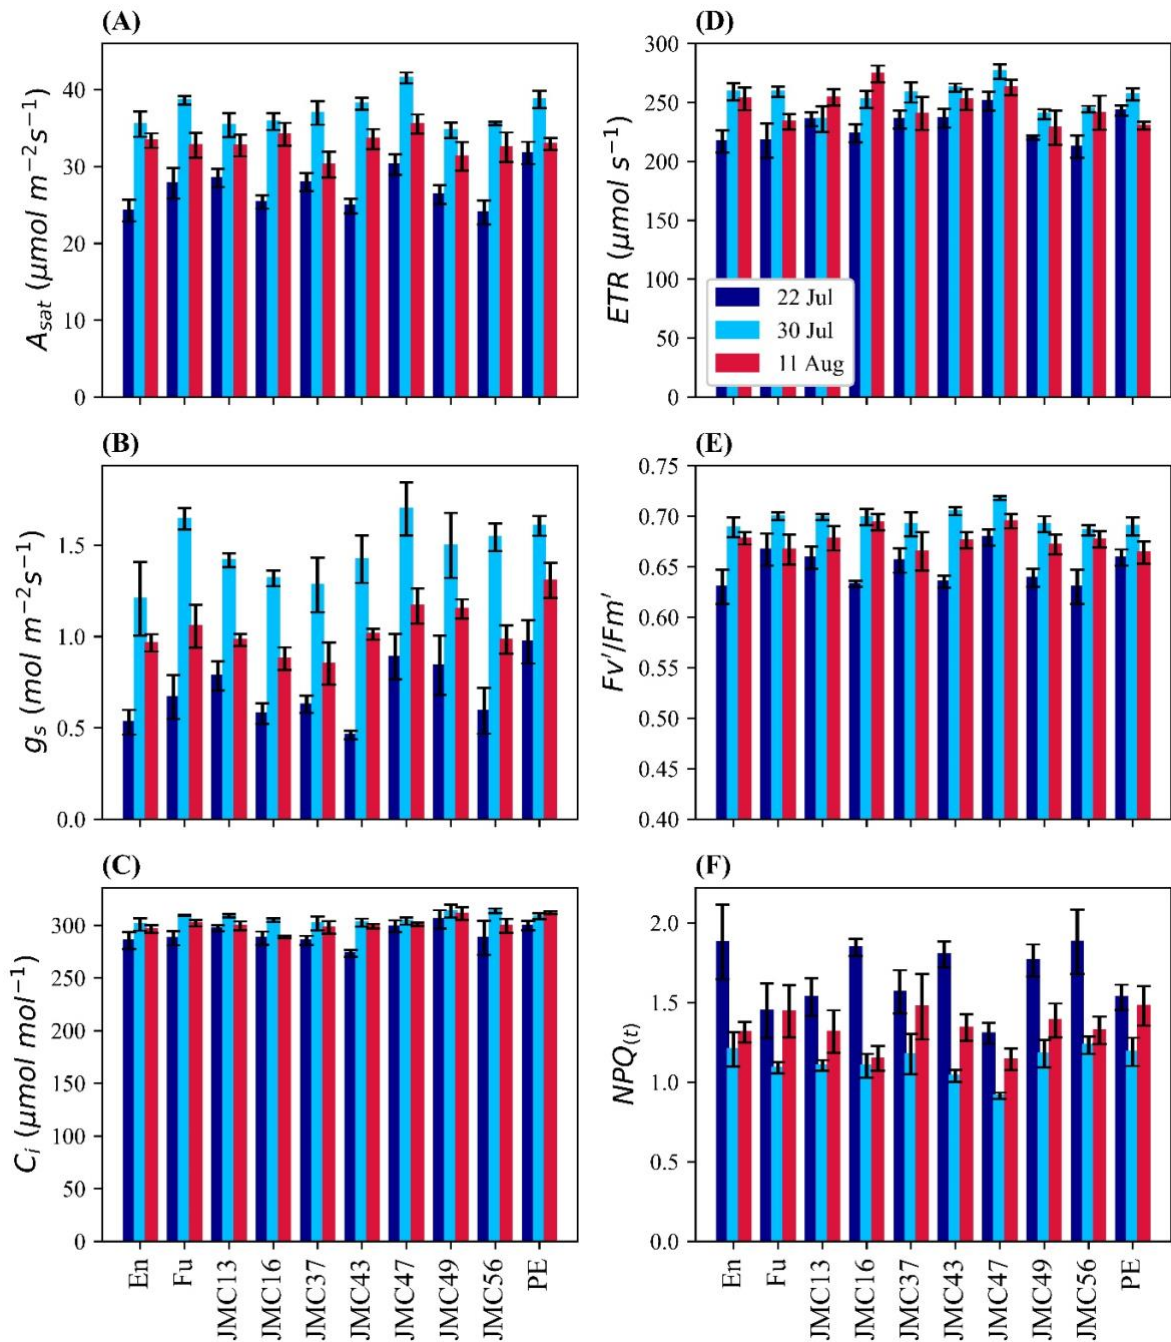 (A)
A_sat (μmol m⁻²s⁻¹)
40
30
20
10
0
(D)
ETR (μmol s⁻¹)
300
250
200
150
100
50
0
22 Jul
30 Jul
11 Aug
(B)
g_s (mol m⁻²s⁻¹)
1.5
1.0
0.5
0.0
(E)
Fv'/Fm'
0.75
0.70
0.65
0.60
0.55
0.50
0.45
0.40
(C)
C_i (μmol mol⁻¹)
300
250
200
150
100
50
0
En
Fu
JMC13
JMC16
JMC37
JMC43
JMC47
JMC49
JMC56
PE
(F)
NPQ_(t)
2.0
1.5
1.0
0.5
0.0
En
Fu
JMC13
JMC16
JMC37
JMC43
JMC47
JMC49
JMC56
PE